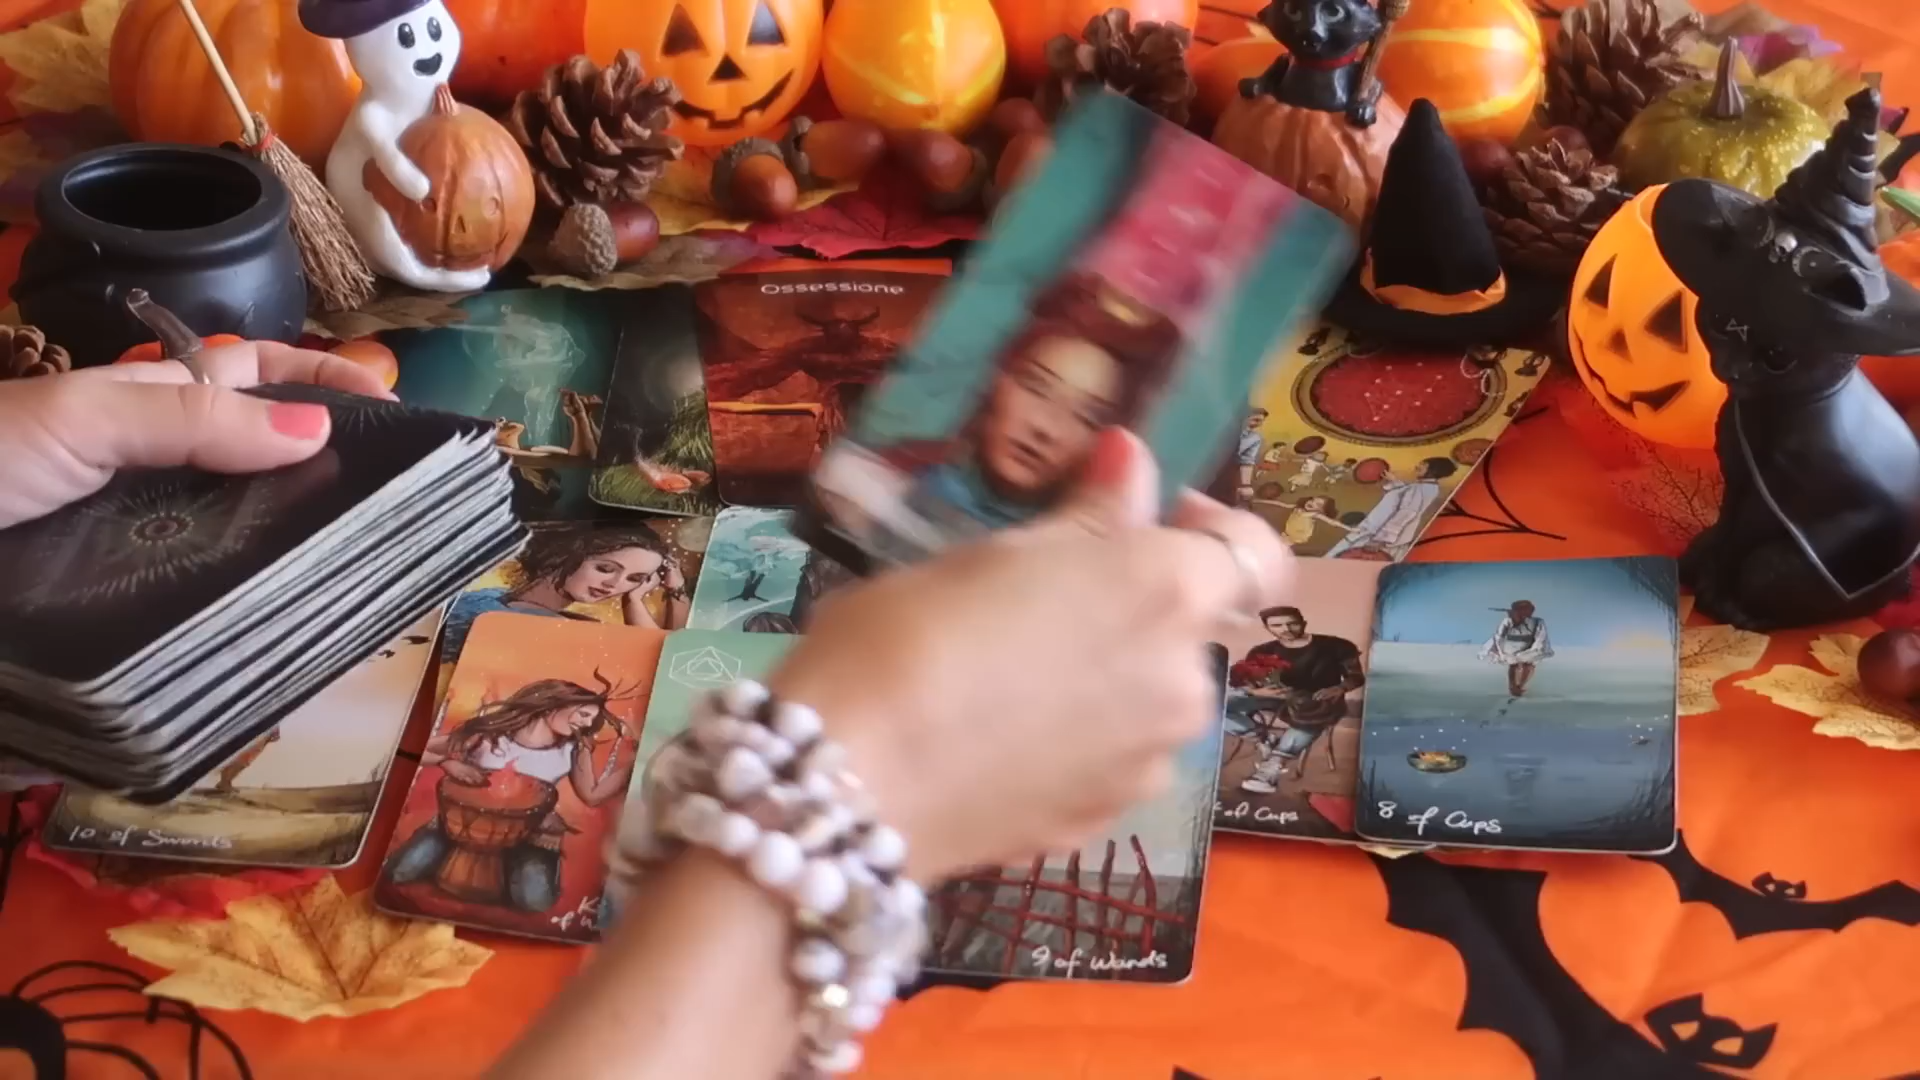 Ossessione
10 of Swords
of Cups
8 of Cups
9 of Wands